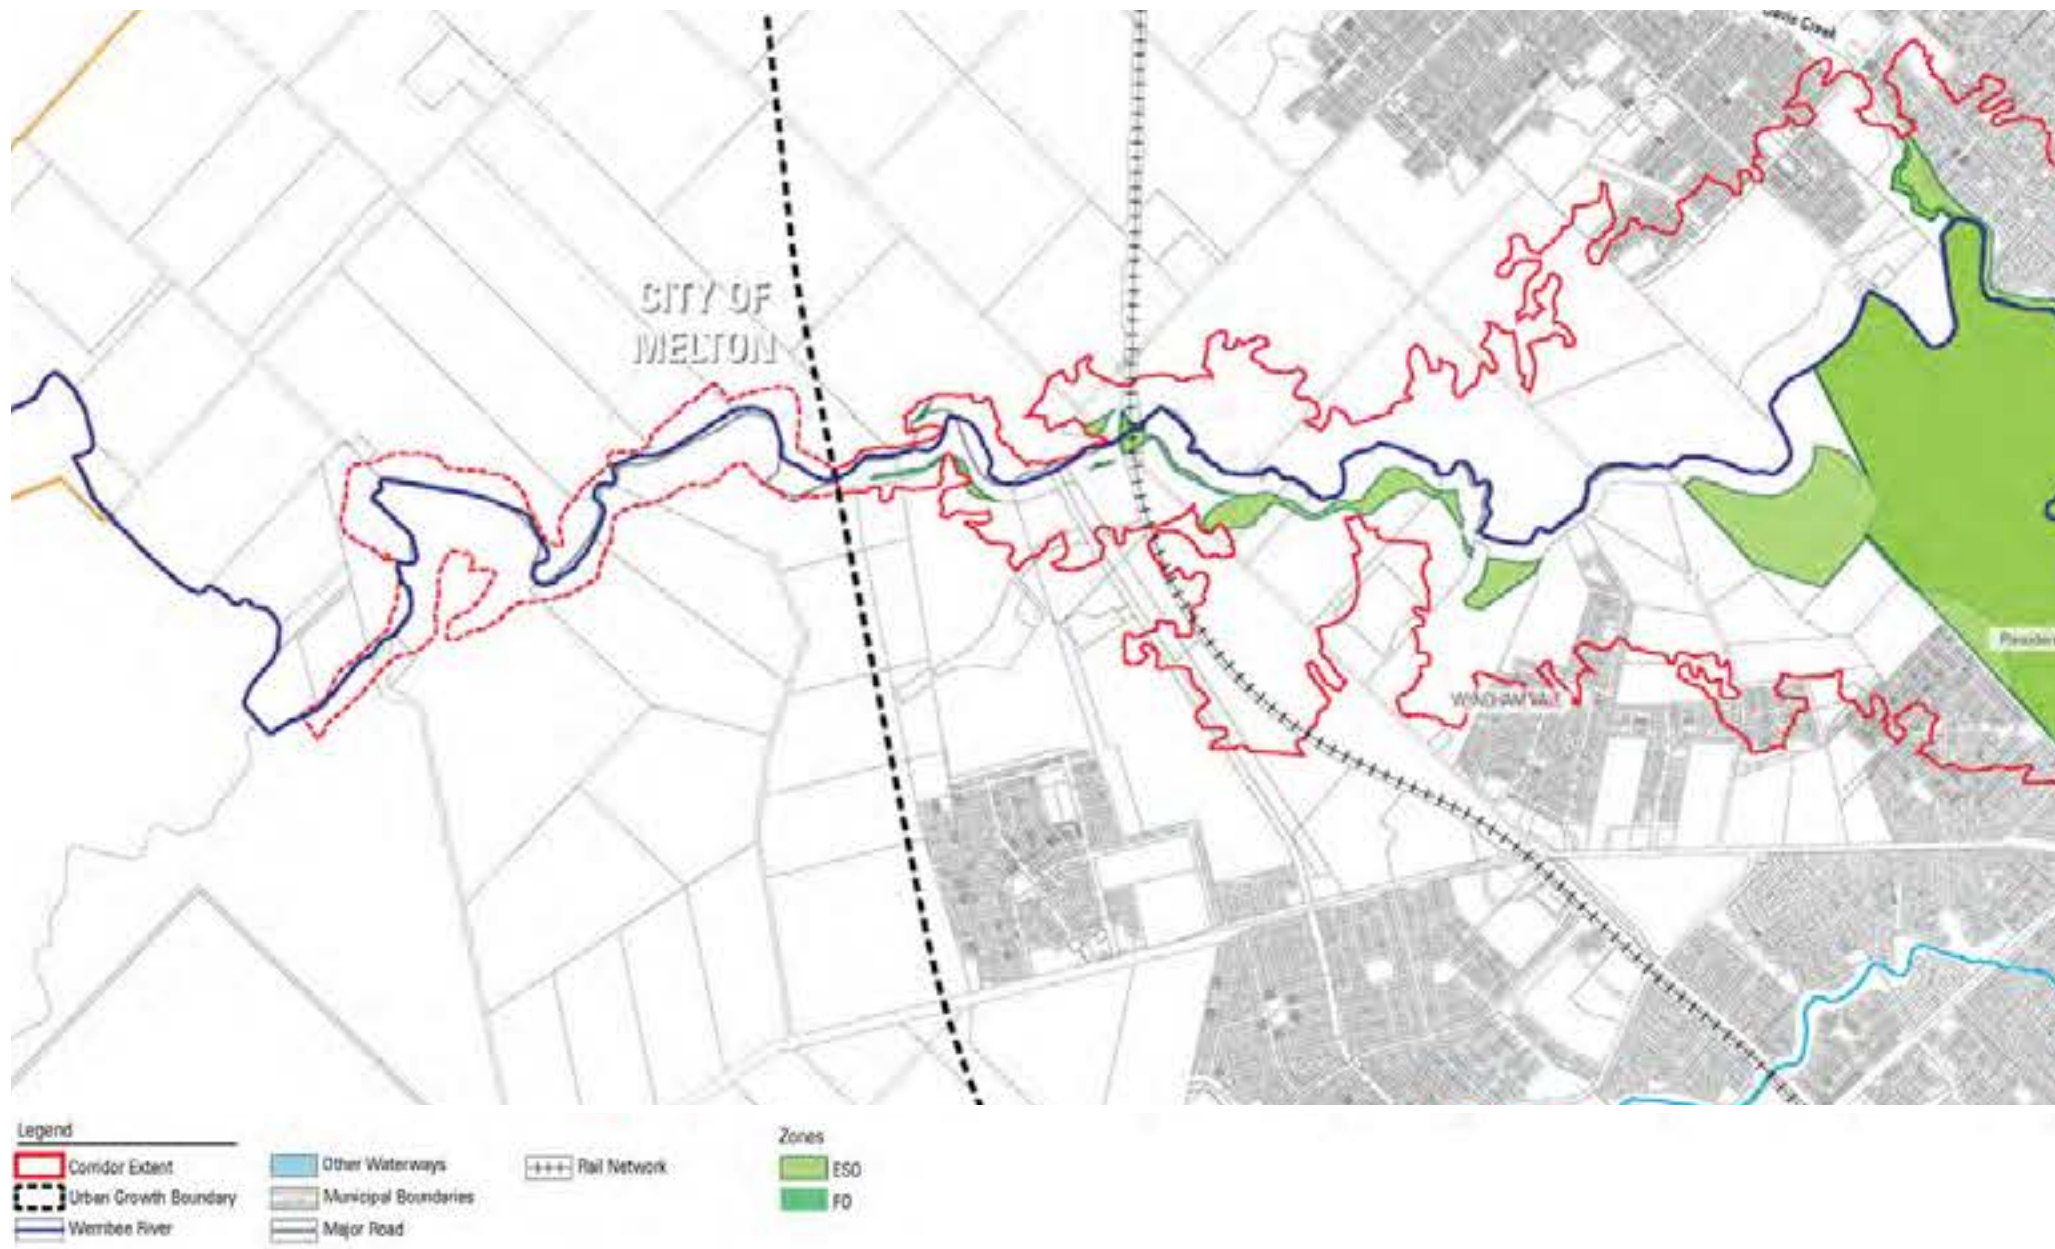 Creek
CITY OF
MELTON
WYNDHAM VALE
Legend
Corridor Extent
Urban Growth Boundary
Werribee River
Other Waterways
Municipal Boundaries
Major Road
Rail Network
Zones
ESO
FO